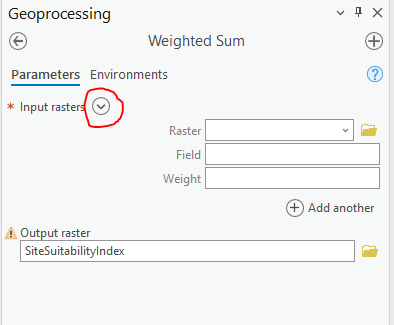 Geoprocessing
Weighted Sum
Parameters Environments
?
* Input rasters
Raster
Field
Weight
Add another
Output raster
SiteSuitabilityIndex